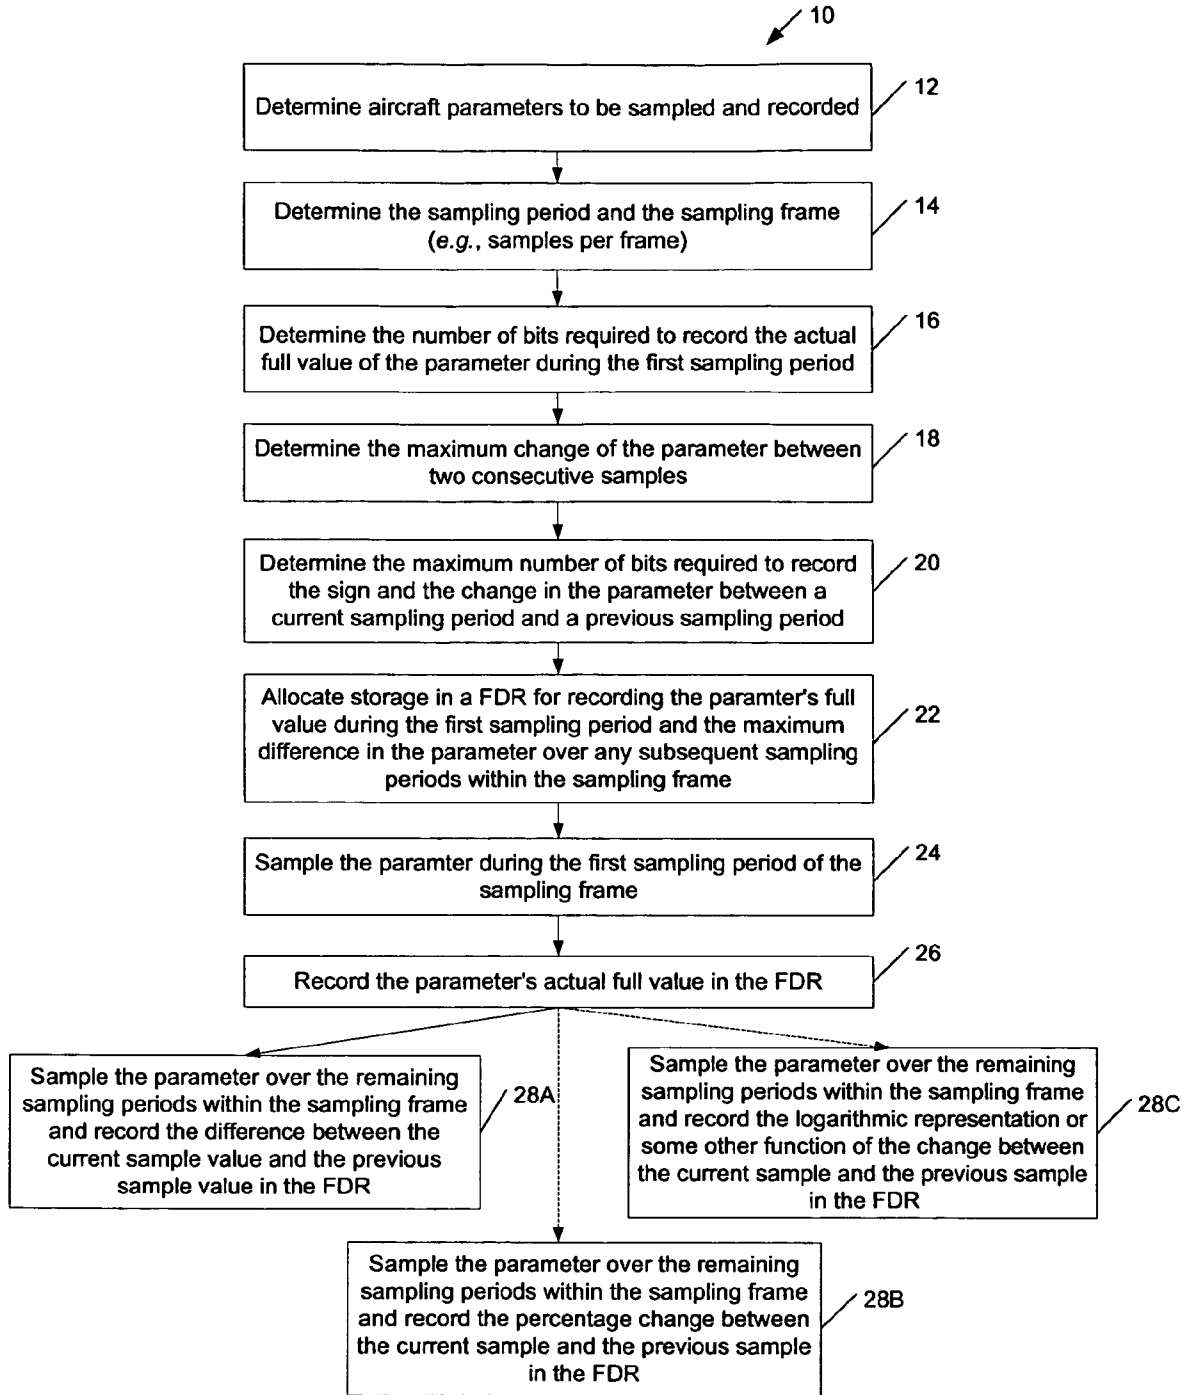 10
Determine aircraft parameters to be sampled and recorded
12
Determine the sampling period and the sampling frame
(e.g., samples per frame)
14
Determine the number of bits required to record the actual
full value of the parameter during the first sampling period
16
Determine the maximum change of the parameter between
two consecutive samples
18
Determine the maximum number of bits required to record
the sign and the change in the parameter between a
current sampling period and a previous sampling period
20
Allocate storage in a FDR for recording the paramter's full
value during the first sampling period and the maximum
difference in the parameter over any subsequent sampling
periods within the sampling frame
22
Sample the paramter during the first sampling period of the
sampling frame
24
Record the parameter's actual full value in the FDR
26
Sample the parameter over the remaining
sampling periods within the sampling frame
and record the difference between the
current sample value and the previous
sample value in the FDR
28A
Sample the parameter over the remaining
sampling periods within the sampling frame
and record the logarithmic representation or
some other function of the change between
the current sample and the previous sample
in the FDR
28C
Sample the parameter over the remaining
sampling periods within the sampling frame
and record the percentage change between
the current sample and the previous sample
in the FDR
28B